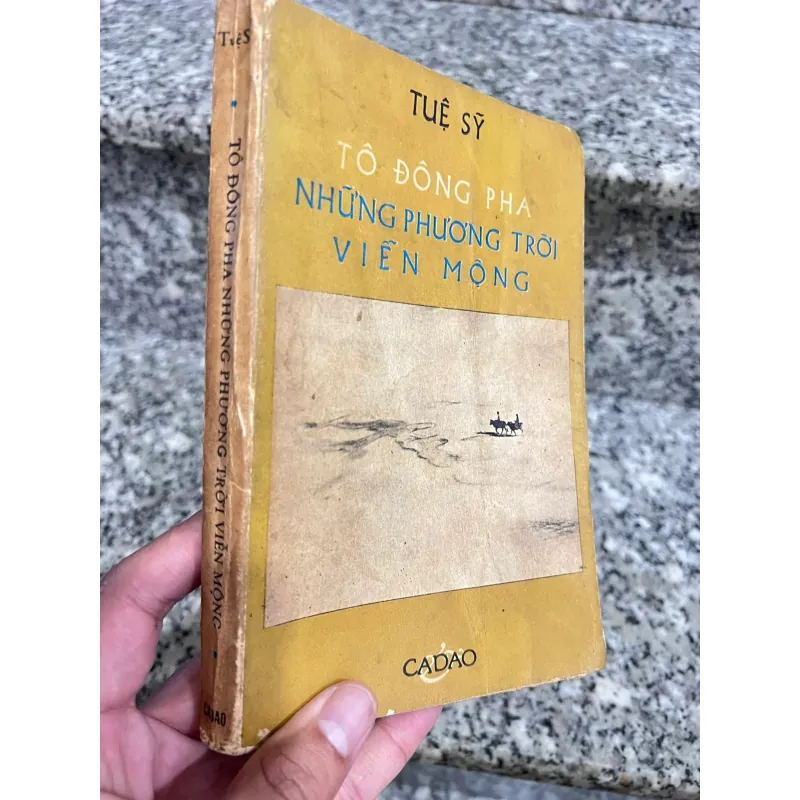 TUỆ SỸ
TÔ ĐÔNG PHA
NHỮNG PHƯƠNG TRỜI
VIỄN MỘNG
CADAO
TUỆ S
TÔ ĐÔNG PHA NHỮNG PHƯƠNG TRỜI VIỄN MỘNG
CADAO